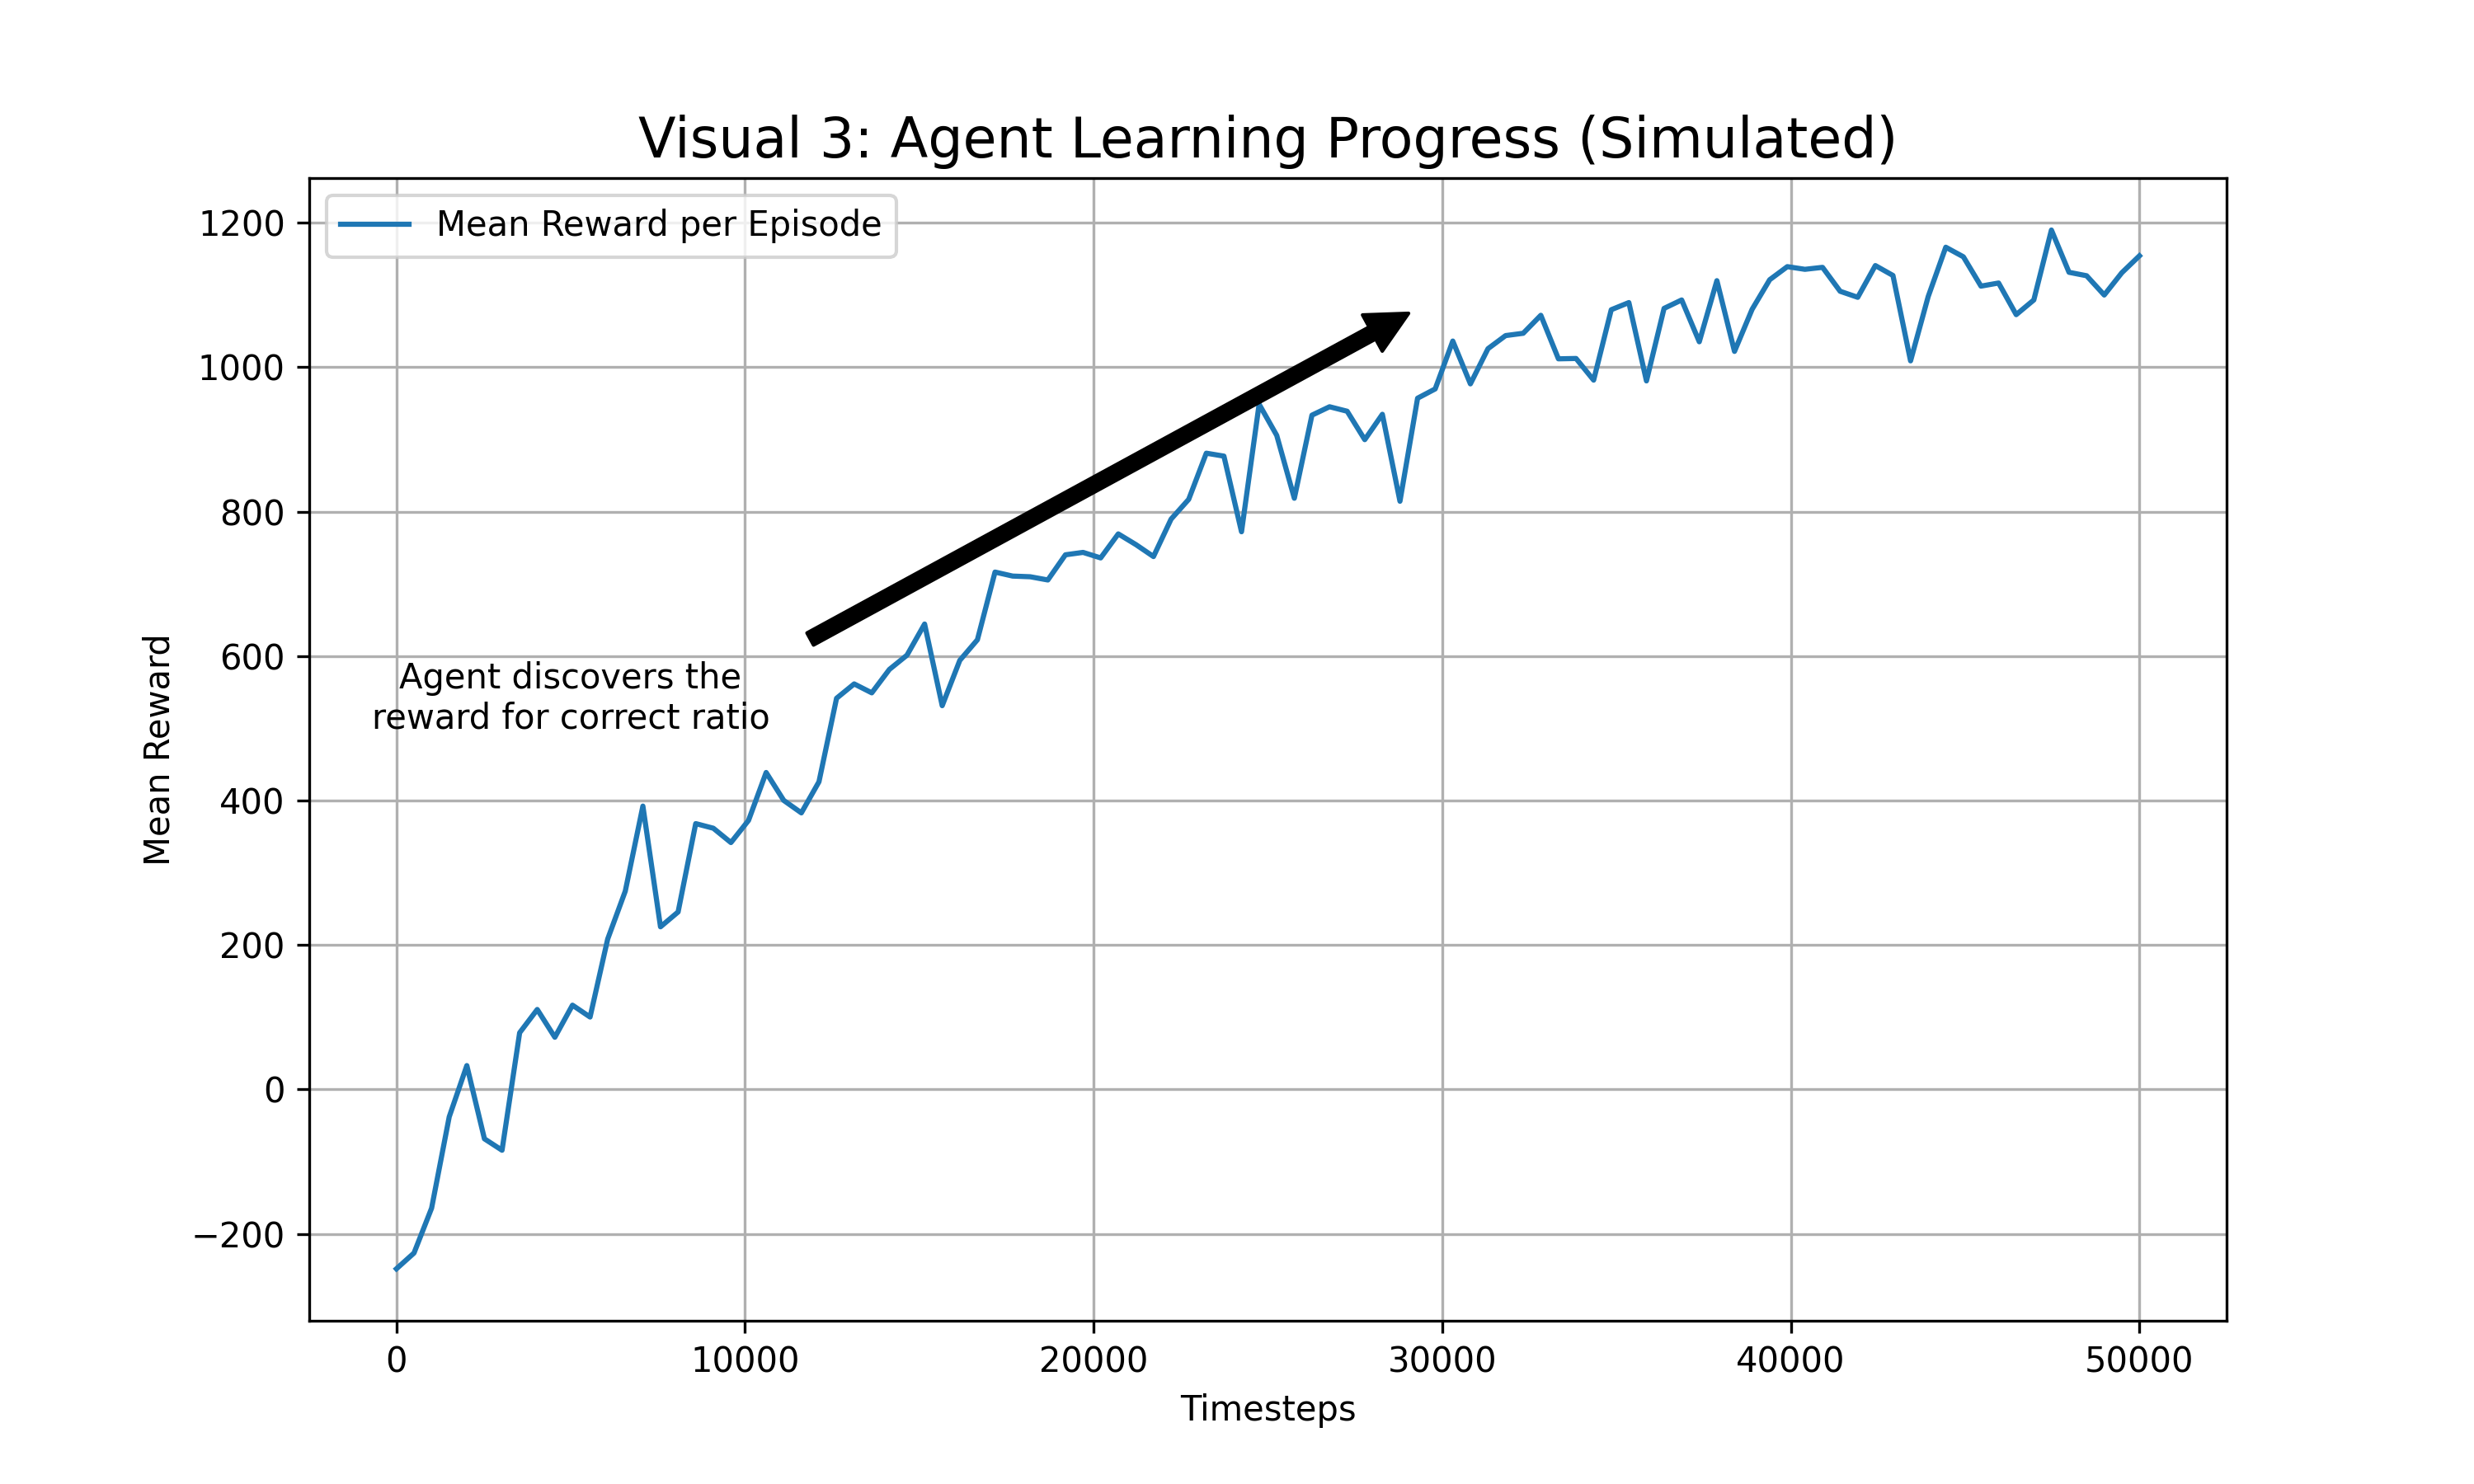 Visual 3: Agent Learning Progress (Simulated)
Mean Reward per Episode
1200
1000
800
600
400
200
0
−200
Mean Reward
Agent discovers the
reward for correct ratio
0 10000 20000 30000 40000 50000
Timesteps